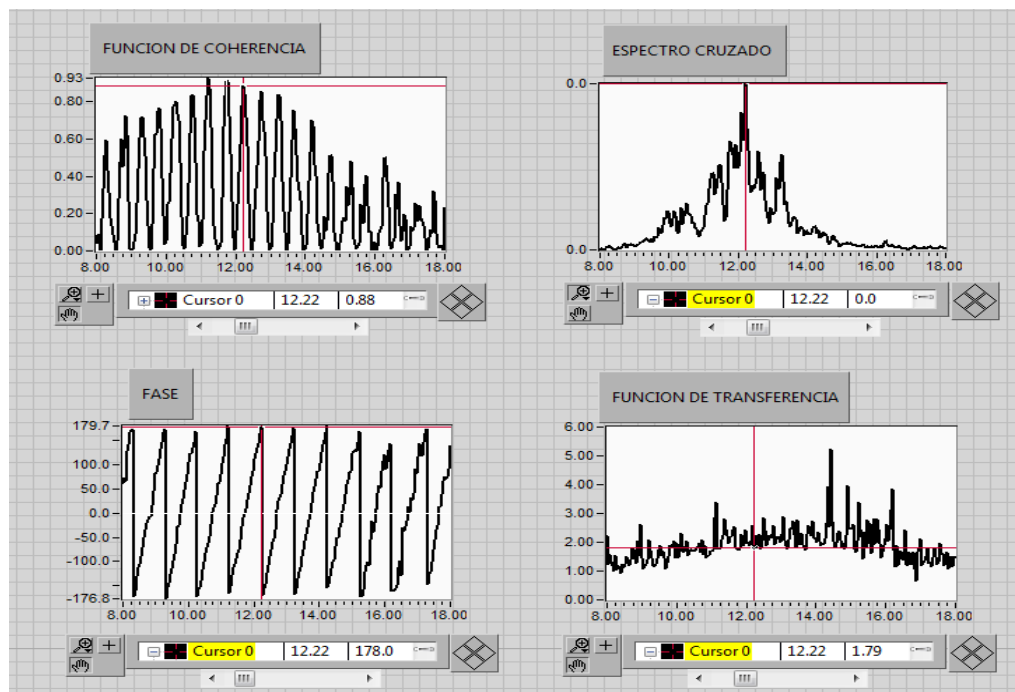 FUNCION DE COHERENCIA
0.93
0.80
0.60
0.40
0.20
0.00
8.00 10.00 12.00 14.00 16.00 18.00
Cursor 0 12.22 0.88
ESPECTRO CRUZADO
0.0
0.0
8.00 10.00 12.00 14.00 16.00 18.00
Cursor 0 12.22 0.0
FASE
179.7
100.0
50.0
0.0
-50.0
-100.0
-176.8
8.00 10.00 12.00 14.00 16.00 18.00
Cursor 0 12.22 178.0
FUNCION DE TRANSFERENCIA
6.00
5.00
4.00
3.00
2.00
1.00
0.00
8.00 10.00 12.00 14.00 16.00 18.00
Cursor 0 12.22 1.79